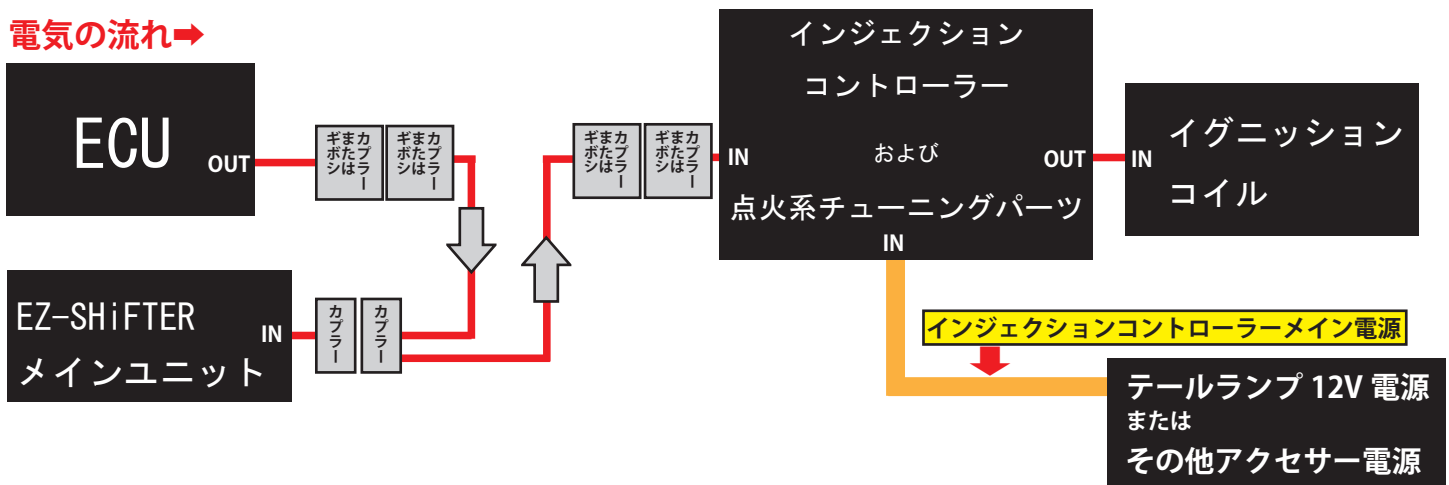 電気の流れ➡
ECU
OUT
カプラー
または
ギボシ
カプラー
または
ギボシ
EZ-SHiFTER
メインユニット
IN
カプラー
カプラー
カプラー
または
ギボシ
カプラー
または
ギボシ
インジェクション
コントローラー
および
点火系チューニングパーツ
IN
OUT
IN
IN
イグニッション
コイル
インジェクションコントローラーメイン電源
テールランプ 12V 電源
または
その他アクセサー電源